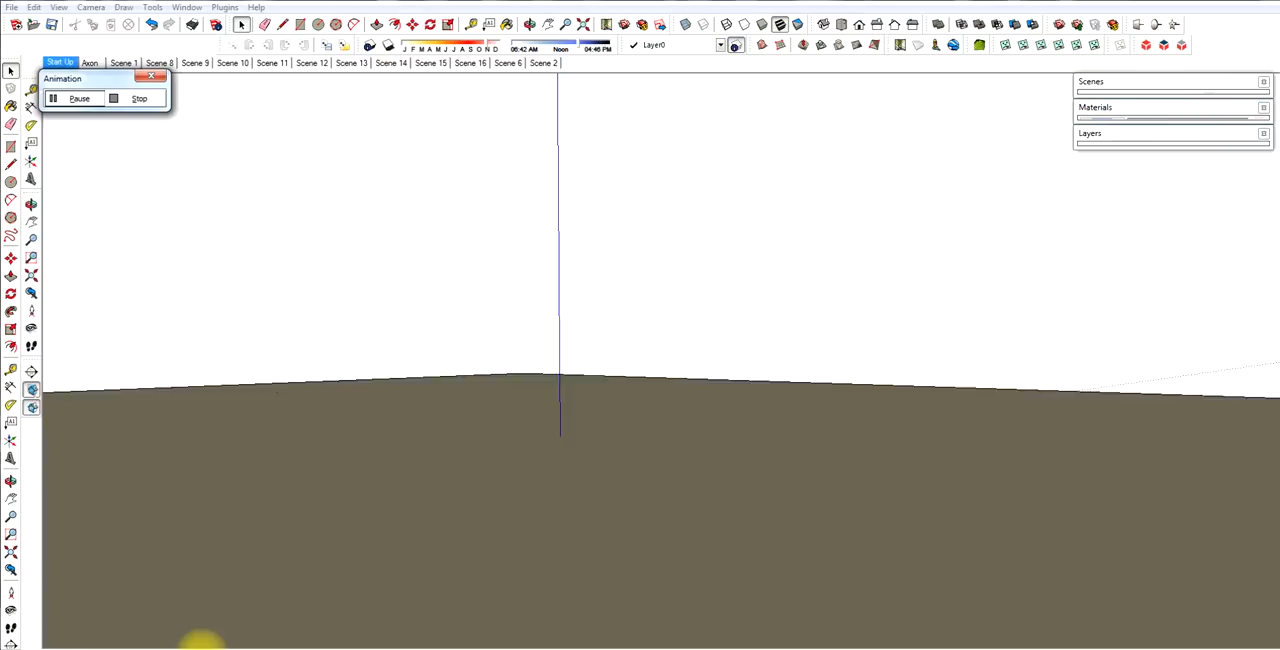 File Edit View Camera Draw Tools Window Plugins Help
J F M A M J J A S O N D 06:42 AM Noon 04:46 PM Layer0
Start Up Axon Scene 1 Scene 8 Scene 9 Scene 10 Scene 11 Scene 12 Scene 13 Scene 14 Scene 15 Scene 16 Scene 6 Scene 2
Animation
Pause Stop
Scenes
Materials
Layers